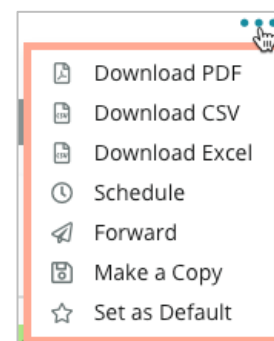 Download PDF
Download CSV
Download Excel
Schedule
Forward
Make a Copy
Set as Default